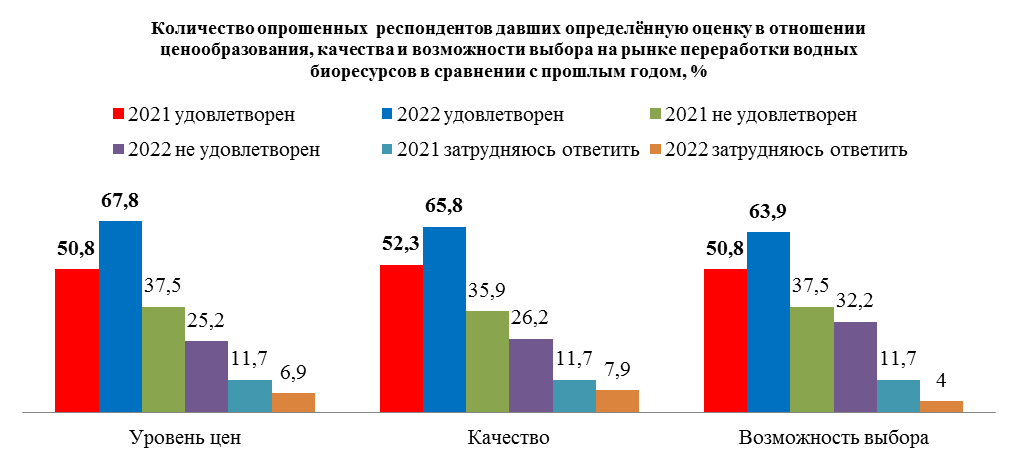 Количество опрошенных респондентов давших определённую оценку в отношении
ценообразования, качества и возможности выбора на рынке переработки водных
биоресурсов в сравнении с прошлым годом, %
2021 удовлетворен
2022 удовлетворен
2021 не удовлетворен
2022 не удовлетворен
2021 затрудняюсь ответить
2022 затрудняюсь ответить
50,8
67,8
37,5
25,2
11,7
6,9
52,3
65,8
35,9
26,2
11,7
7,9
50,8
63,9
37,5
32,2
11,7
4
Уровень цен
Качество
Возможность выбора